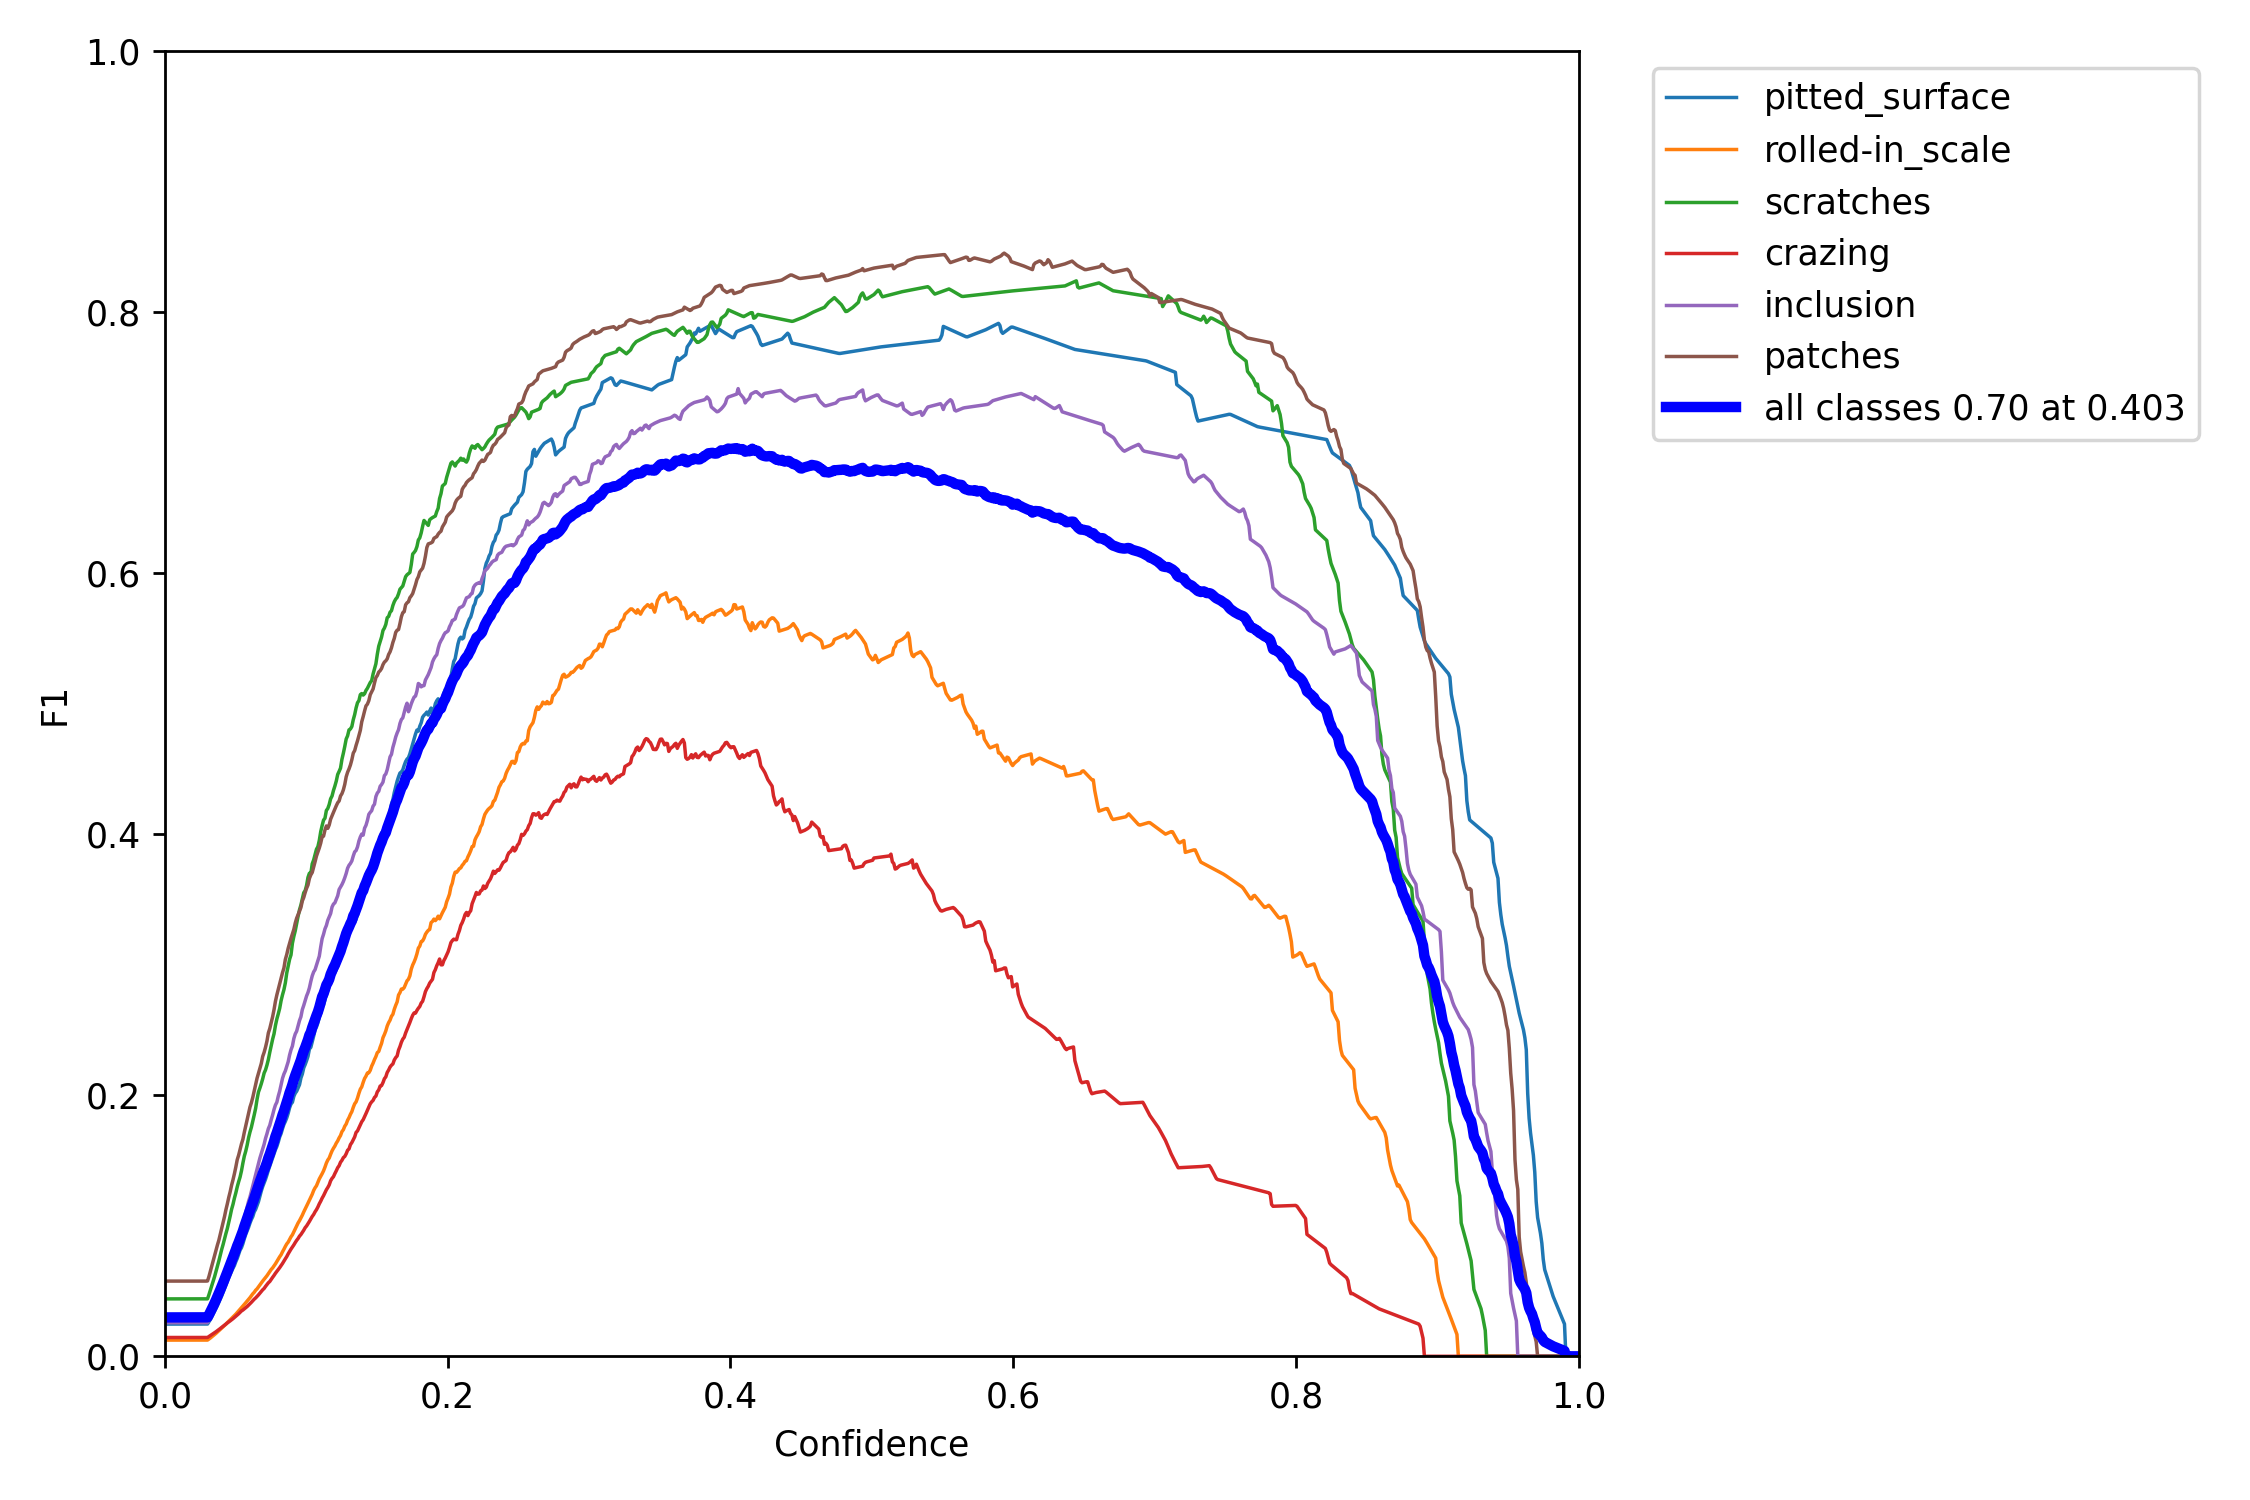 1.0
0.8
0.6
0.4
0.2
0.0
F1
0.0 0.2 0.4 0.6 0.8 1.0
Confidence
pitted_surface
rolled-in_scale
scratches
crazing
inclusion
patches
all classes 0.70 at 0.403